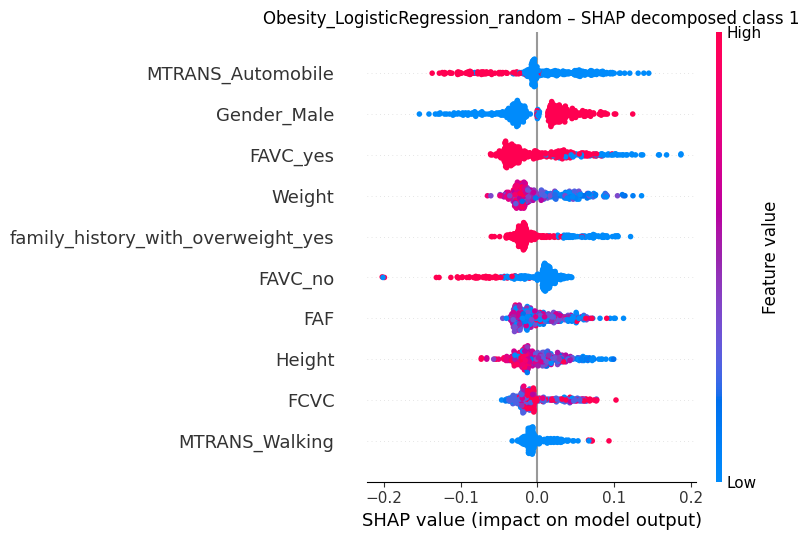 Obesity_LogisticRegression_random – SHAP decomposed class 1
High
MTRANS_Automobile
Gender_Male
FAVC_yes
Weight
family_history_with_overweight_yes
FAVC_no
FAF
Height
FCVC
MTRANS_Walking
Feature value
Low
−0.2 −0.1 0.0 0.1 0.2
SHAP value (impact on model output)